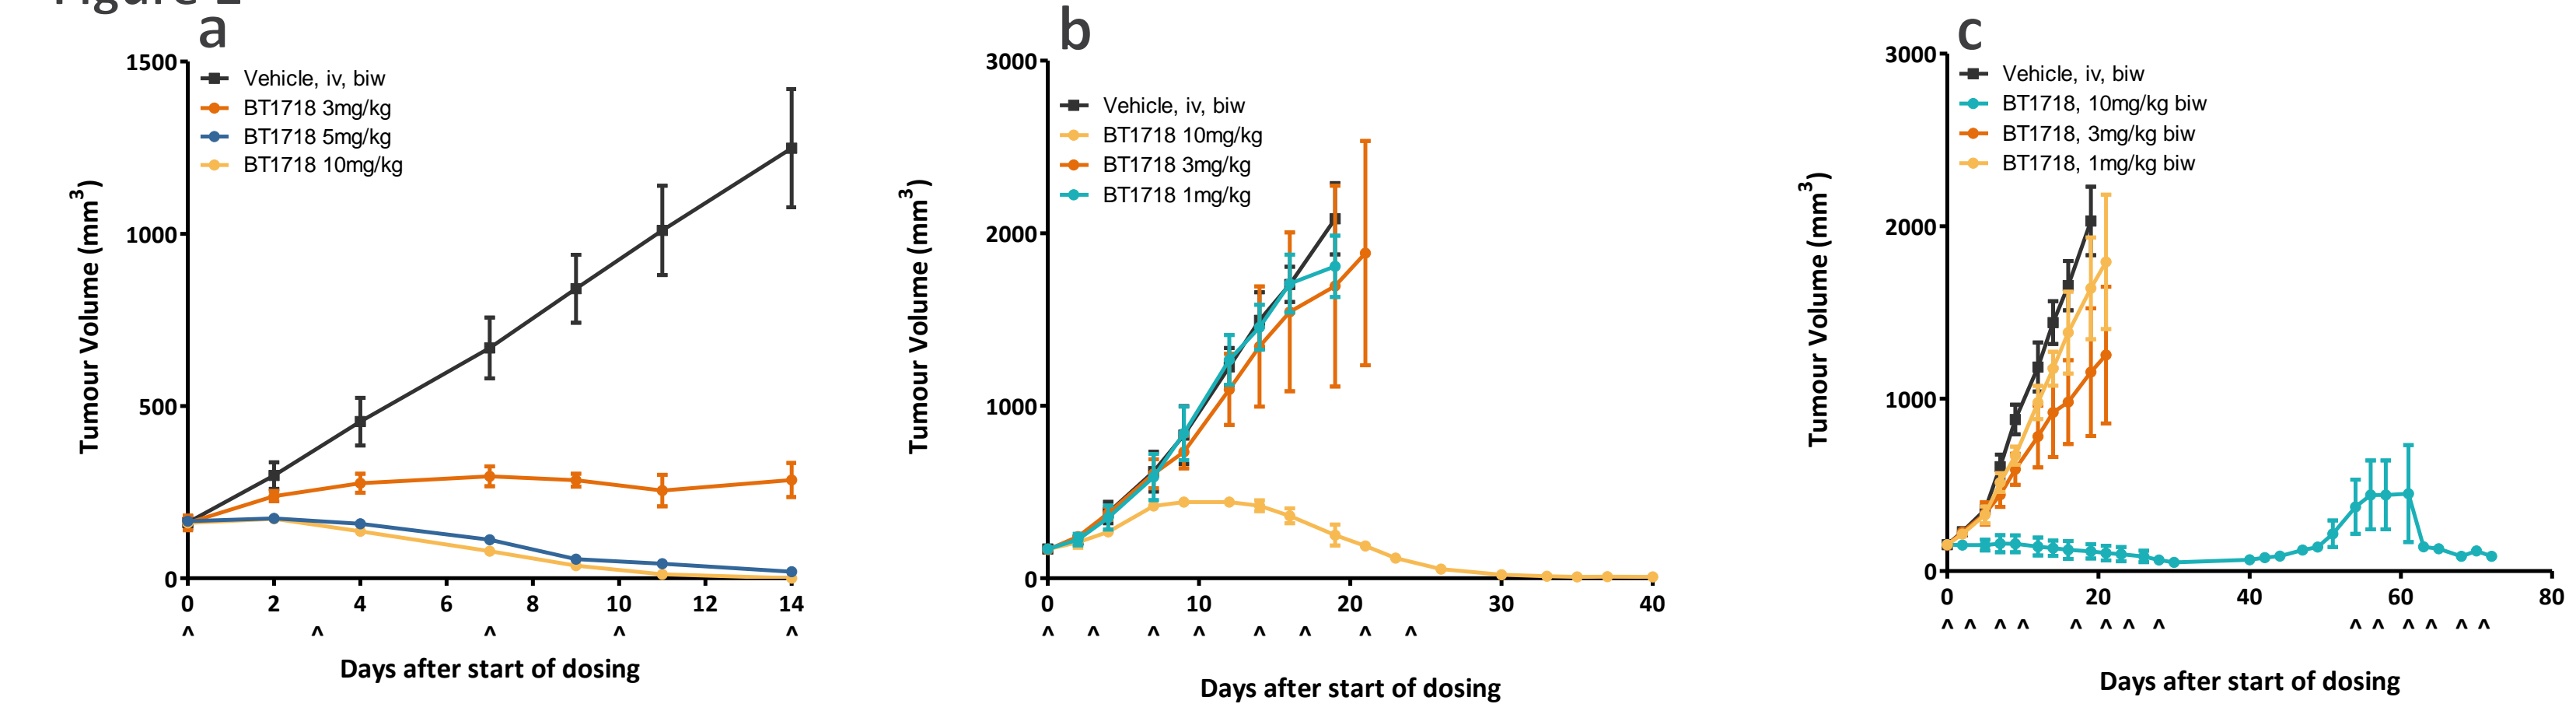 a
1500
1000
500
0
Tumour Volume (mm³)
Vehicle, iv, biw
BT1718 3mg/kg
BT1718 5mg/kg
BT1718 10mg/kg
0 2 4 6 8 10 12 14
^ ^ ^ ^ ^
Days after start of dosing
b
3000
2000
1000
0
Tumour Volume (mm³)
Vehicle, iv, biw
BT1718 10mg/kg
BT1718 3mg/kg
BT1718 1mg/kg
0 10 20 30 40
^ ^ ^ ^ ^ ^ ^ ^
Days after start of dosing
c
3000
2000
1000
0
Tumour Volume (mm³)
Vehicle, iv, biw
BT1718, 10mg/kg biw
BT1718, 3mg/kg biw
BT1718, 1mg/kg biw
0 20 40 60 80
^ ^ ^ ^ ^ ^ ^ ^ ^ ^ ^ ^ ^ ^
Days after start of dosing